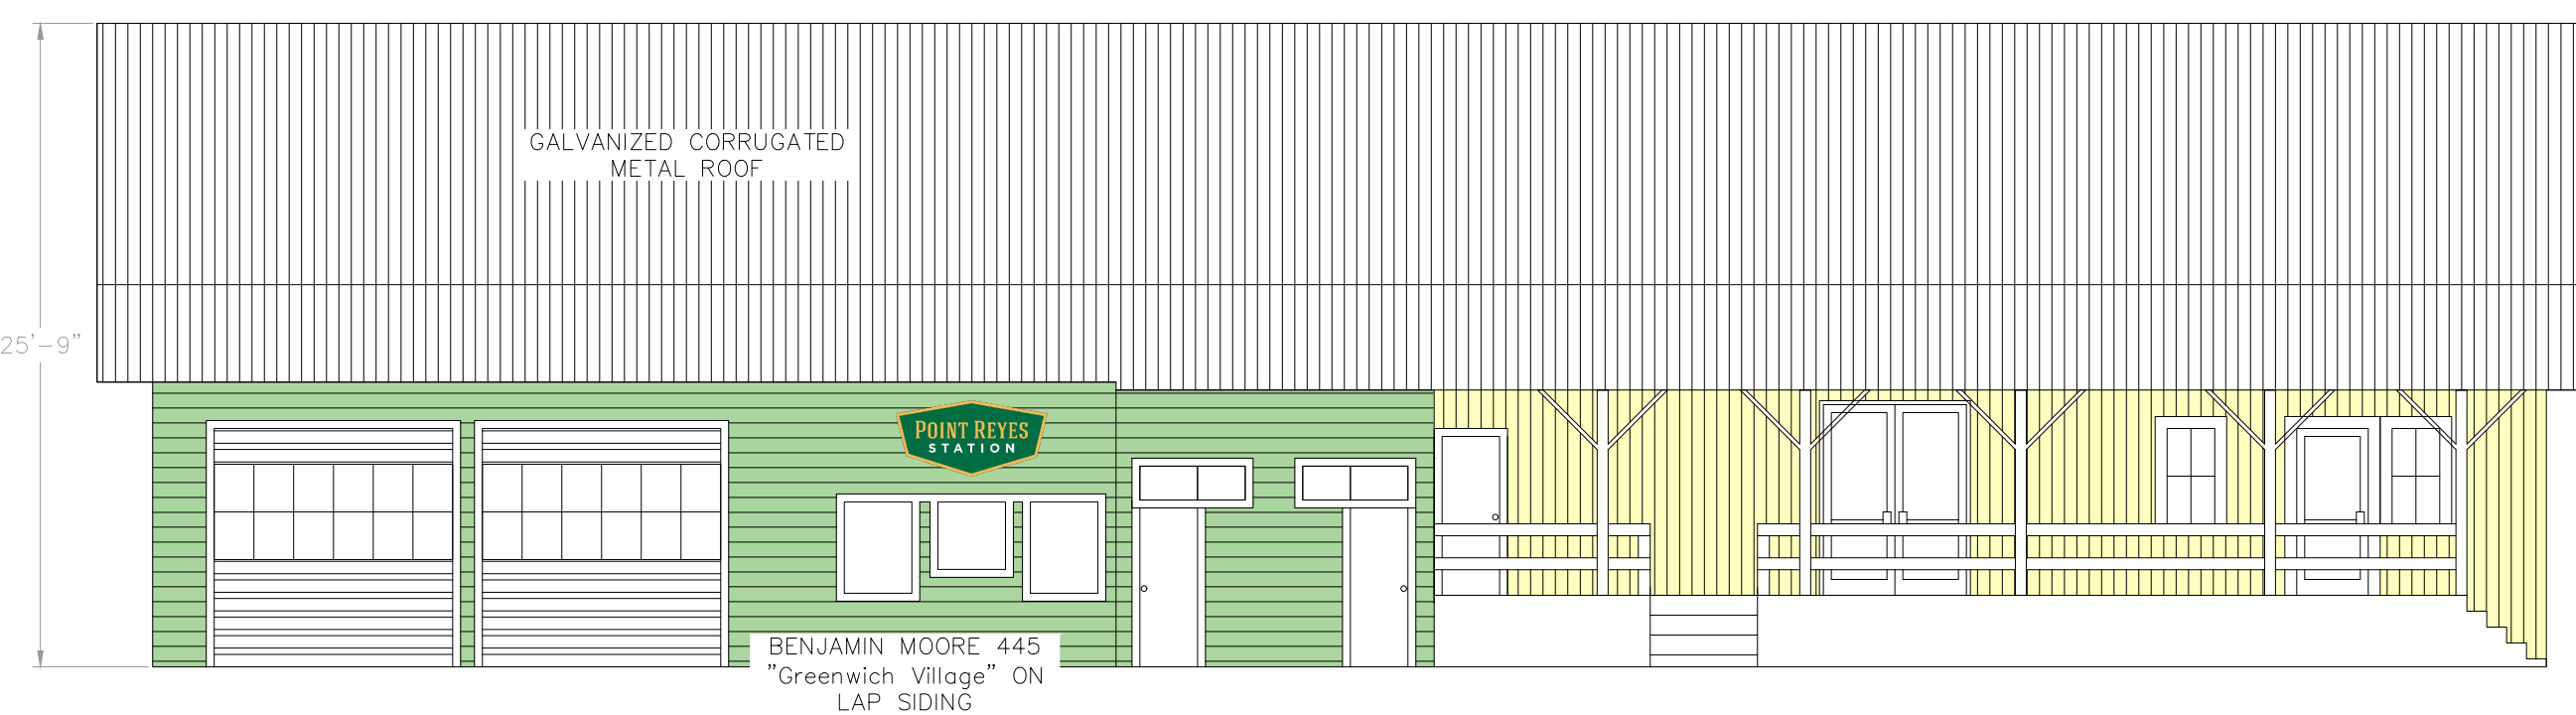 GALVANIZED CORRUGATED
METAL ROOF
25'-9"
POINT REYES
STATION
BENJAMIN MOORE 445
"Greenwich Village" ON
LAP SIDING